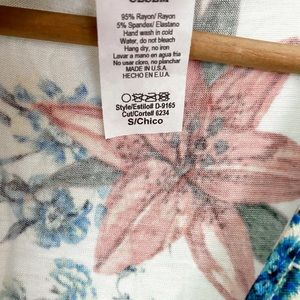 95% Rayon/ Rayon
5% Spandex/ Elastano
Hand wash in cold
Water, do not bleach
Hang dry, no iron
Lavar a mano en
agua fria
No usar cloro, no
planchar
MADE IN U.S.A.
HECHO EN E.U.A.
Style/Estilo# D-9165
Cut/Corte# 6234
S/Chico